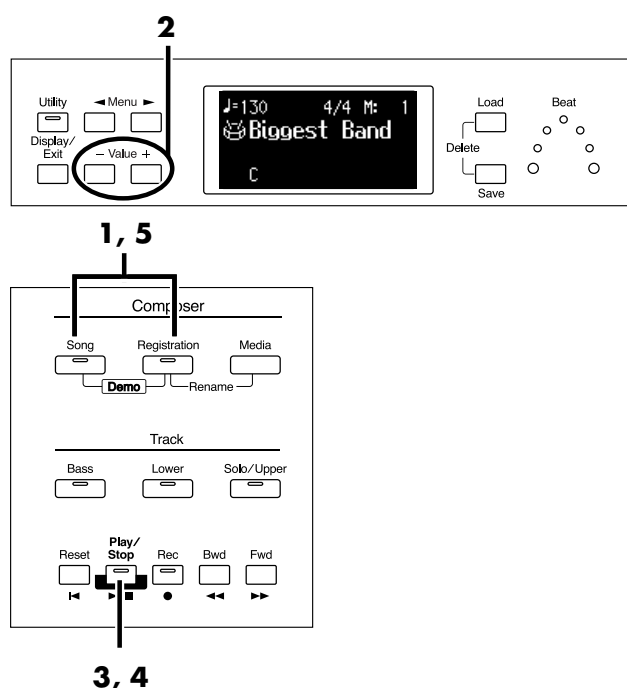 2
Utility
◄ Menu ►
Display/
Exit
– Value +
♩=130 4/4 M: 1
Biggest Band
C
Load
Delete
Save
Beat
1, 5
Composer
Song Registration Media
Demo Rename
Track
Bass Lower Solo/Upper
Reset Play/
Stop Rec Bwd Fwd
3, 4